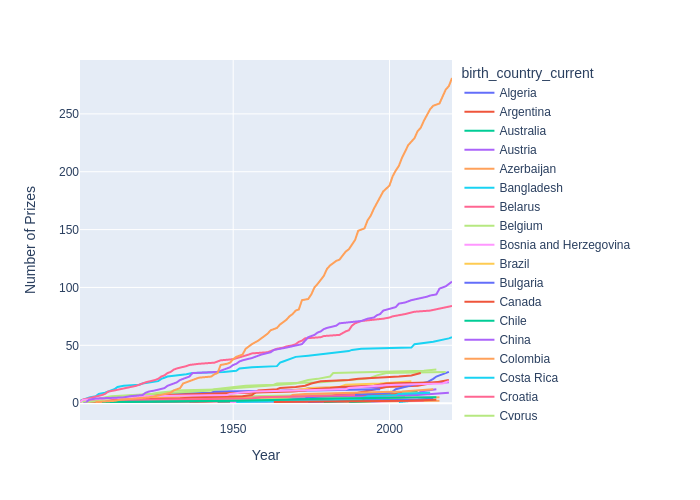 birth_country_current
Algeria
Argentina
Australia
Austria
Azerbaijan
Bangladesh
Belarus
Belgium
Bosnia and Herzegovina
Brazil
Bulgaria
Canada
Chile
China
Colombia
Costa Rica
Croatia
Cyprus
250
200
150
100
50
0
Number of Prizes
1950
2000
Year